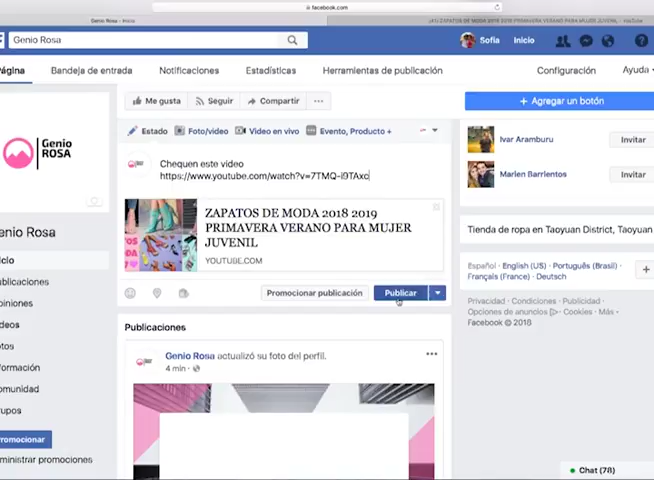 facebook.com
Genio Rosa - Inicio
(41) ZAPATOS DE MODA 2018 2019 PRIMAVERA VERANO PARA MUJER JUVENIL - YouTube
Genio Rosa
Sofia
Inicio
Página
Bandeja de entrada
Notificaciones
Estadísticas
Herramientas de publicación
Configuración
Ayuda
Me gusta
Seguir
Compartir
+ Agregar un botón
Genio
ROSA
Estado
Foto/video
Video en vivo
Evento, Producto +
Chequen este video
https://www.youtube.com/watch?v=7TMQ-i9TAxc
ZAPATOS DE MODA 2018 2019
PRIMAVERA VERANO PARA MUJER
JUVENIL
YOUTUBE.COM
Promocionar publicación
Publicar
Ivar Aramburu
Invitar
Marlen Barrientos
Invitar
Tienda de ropa en Taoyuan District, Taoyuan
Español · English (US) · Português (Brasil) ·
Français (France) · Deutsch
Privacidad · Condiciones · Publicidad ·
Opciones de anuncios · Cookies · Más
Facebook © 2018
enio Rosa
icio
ublicaciones
piniones
deos
otos
formación
omunidad
rupos
romocionar
ministrar promociones
Publicaciones
Genio Rosa actualizó su foto del perfil.
4 min ·
Chat (78)